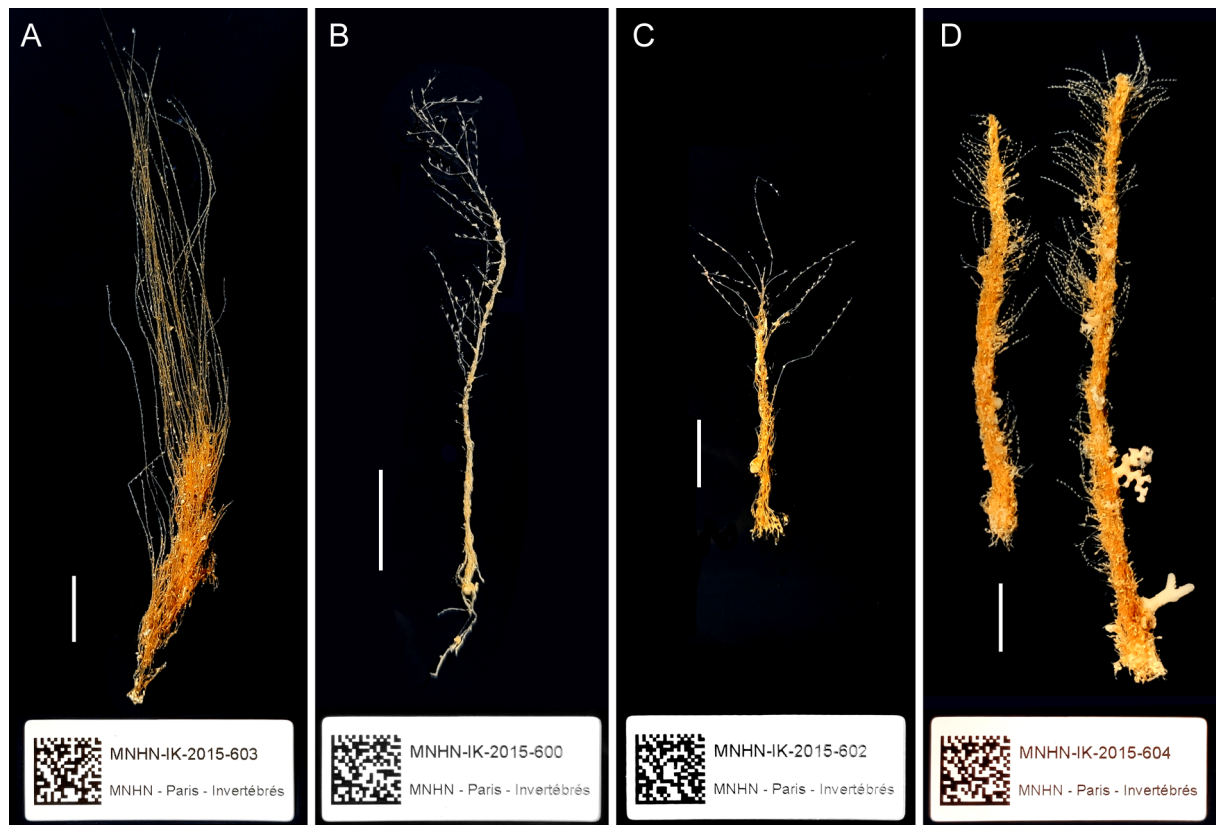 A
B
C
D
MNHN-IK-2015-603
MNHN - Paris - Invertébrés
MNHN-IK-2015-600
MNHN - Paris - Invertébrés
MNHN-IK-2015-602
MNHN - Paris - Invertébrés
MNHN-IK-2015-604
MNHN - Paris - Invertébrés